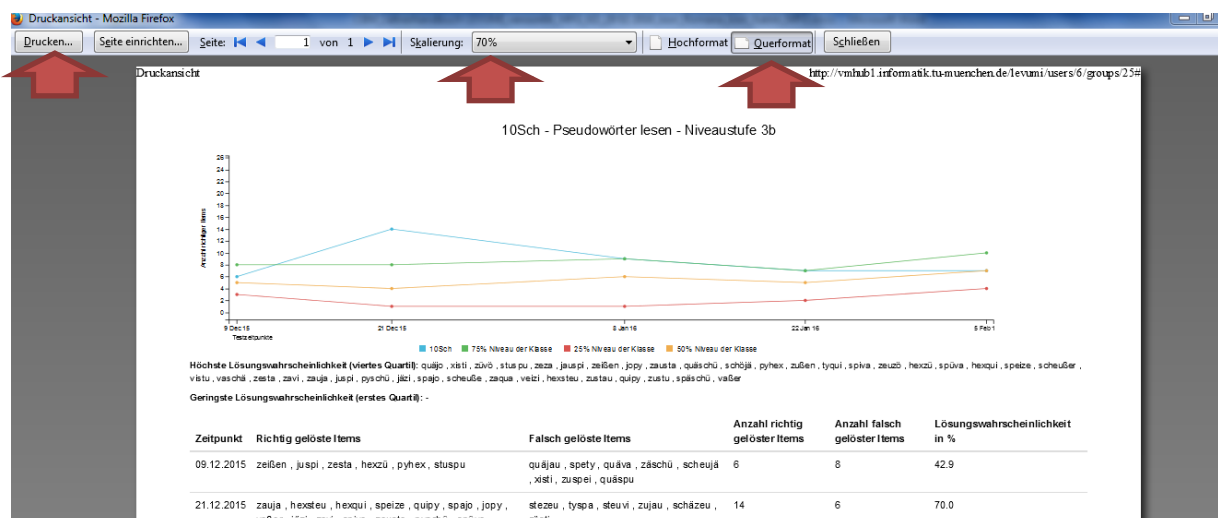 Druckansicht - Mozilla Firefox
Drucken... Seite einrichten... Seite: 1 von 1 Skalierung: 70% Hochformat Querformat Schließen
Druckansicht http://vmhub1.informatik.tu-muenchen.de/levumi/users/6/groups/25#
10Sch - Pseudowörter lesen - Niveaustufe 3b
26
24
22
20
18
16
14
12
10
8
6
4
2
0
Anzahl richtiger Items
9 Dec 15 21 Dec 15 8 Jan 16 22 Jan 16 5 Feb 1
Testzeitpunkte
10Sch 75% Niveau der Klasse 25% Niveau der Klasse 50% Niveau der Klasse
Höchste Lösungswahrscheinlichkeit (viertes Quartil): quäjo , xisti , züvö , stuspu , zeza , jauspi , zeißen , jopy , zausta , quäschü , schöjä , pyhex , zußen , tyqui , spiva , zeuzö , hexzü , spüva , hexqui , speize , scheußer ,
vistu , vaschä , zesta , zavi , zauja , juspi , pyschü , jäzi , spajo , scheuße , zaqua , veizi , hexsteu , zustau , quipy , zustu , späschü , vaßer
Geringste Lösungswahrscheinlichkeit (erstes Quartil): -
Zeitpunkt Richtig gelöste Items Falsch gelöste Items Anzahl richtig gelöster Items Anzahl falsch gelöster Items Lösungswahrscheinlichkeit in %
09.12.2015 zeißen , juspi , zesta , hexzü , pyhex , stuspu quäjau , spety , quäva , zäschü , scheujä 6 8 42.9
, xisti , zuspei , quäspu
21.12.2015 zauja , hexsteu , hexqui , speize , quipy , spajo , jopy , stezeu , tyspa , steuvi , zujau , schäzeu , 14 6 70.0